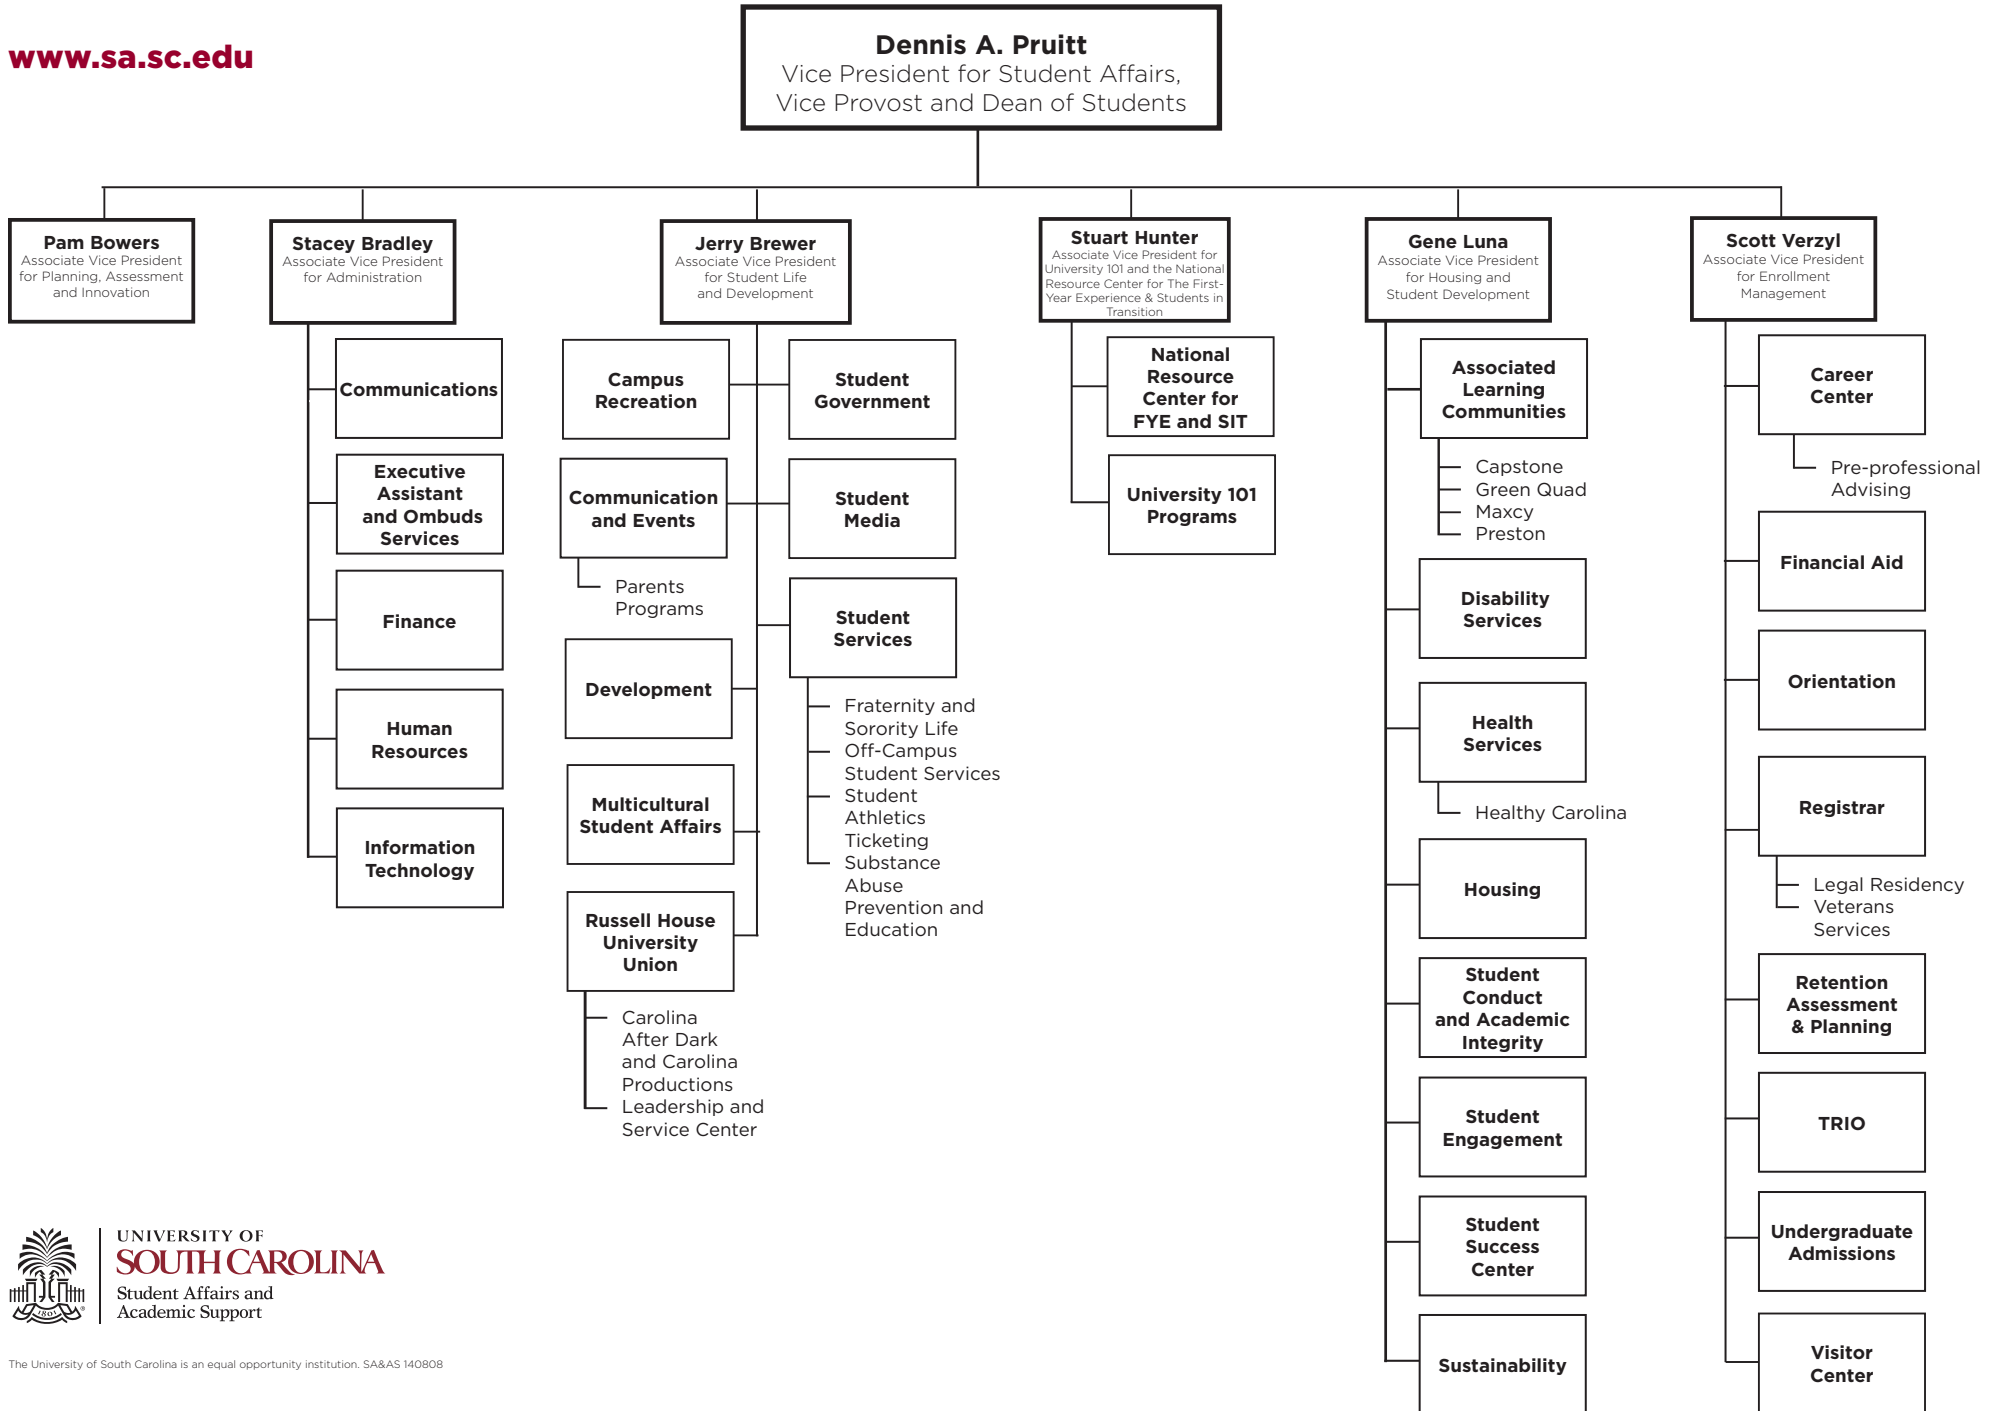 www.sa.sc.edu
Dennis A. Pruitt
Vice President for Student Affairs,
Vice Provost and Dean of Students
Pam Bowers
Associate Vice President
for Planning, Assessment
and Innovation
Stacey Bradley
Associate Vice President
for Administration
Communications
Executive
Assistant
and Ombuds
Services
Finance
Human
Resources
Information
Technology
Jerry Brewer
Associate Vice President
for Student Life
and Development
Campus
Recreation
Communication
and Events
Parents
Programs
Development
Multicultural
Student Affairs
Russell House
University
Union
Carolina
After Dark
and Carolina
Productions
Leadership and
Service Center
Student
Government
Student
Media
Student
Services
Fraternity and
Sorority Life
Off-Campus
Student Services
Student
Athletics
Ticketing
Substance
Abuse
Prevention and
Education
Stuart Hunter
Associate Vice President for
University 101 and the National
Resource Center for The First-
Year Experience & Students in
Transition
National
Resource
Center for
FYE and SIT
University 101
Programs
Gene Luna
Associate Vice President
for Housing and
Student Development
Associated
Learning
Communities
Capstone
Green Quad
Maxcy
Preston
Disability
Services
Health
Services
Healthy Carolina
Housing
Student
Conduct
and Academic
Integrity
Student
Engagement
Student
Success
Center
Sustainability
Scott Verzyl
Associate Vice President
for Enrollment
Management
Career
Center
Pre-professional
Advising
Financial Aid
Orientation
Registrar
Legal Residency
Veterans
Services
Retention
Assessment
& Planning
TRIO
Undergraduate
Admissions
Visitor
Center
1801
®
UNIVERSITY OF
SOUTH CAROLINA
Student Affairs and
Academic Support
The University of South Carolina is an equal opportunity institution. SA&AS 140808